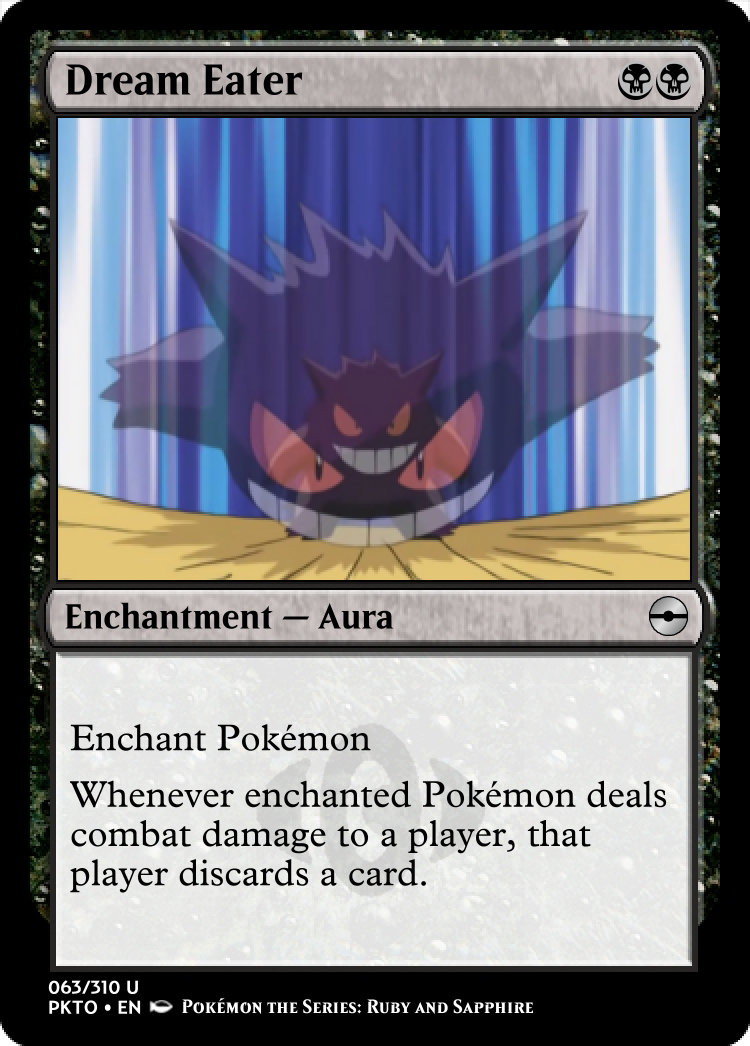 Dream Eater
Enchantment — Aura
Enchant Pokémon
Whenever enchanted Pokémon deals
combat damage to a player, that
player discards a card.
063/310 U
PKTO • EN Pokémon the Series: Ruby and Sapphire